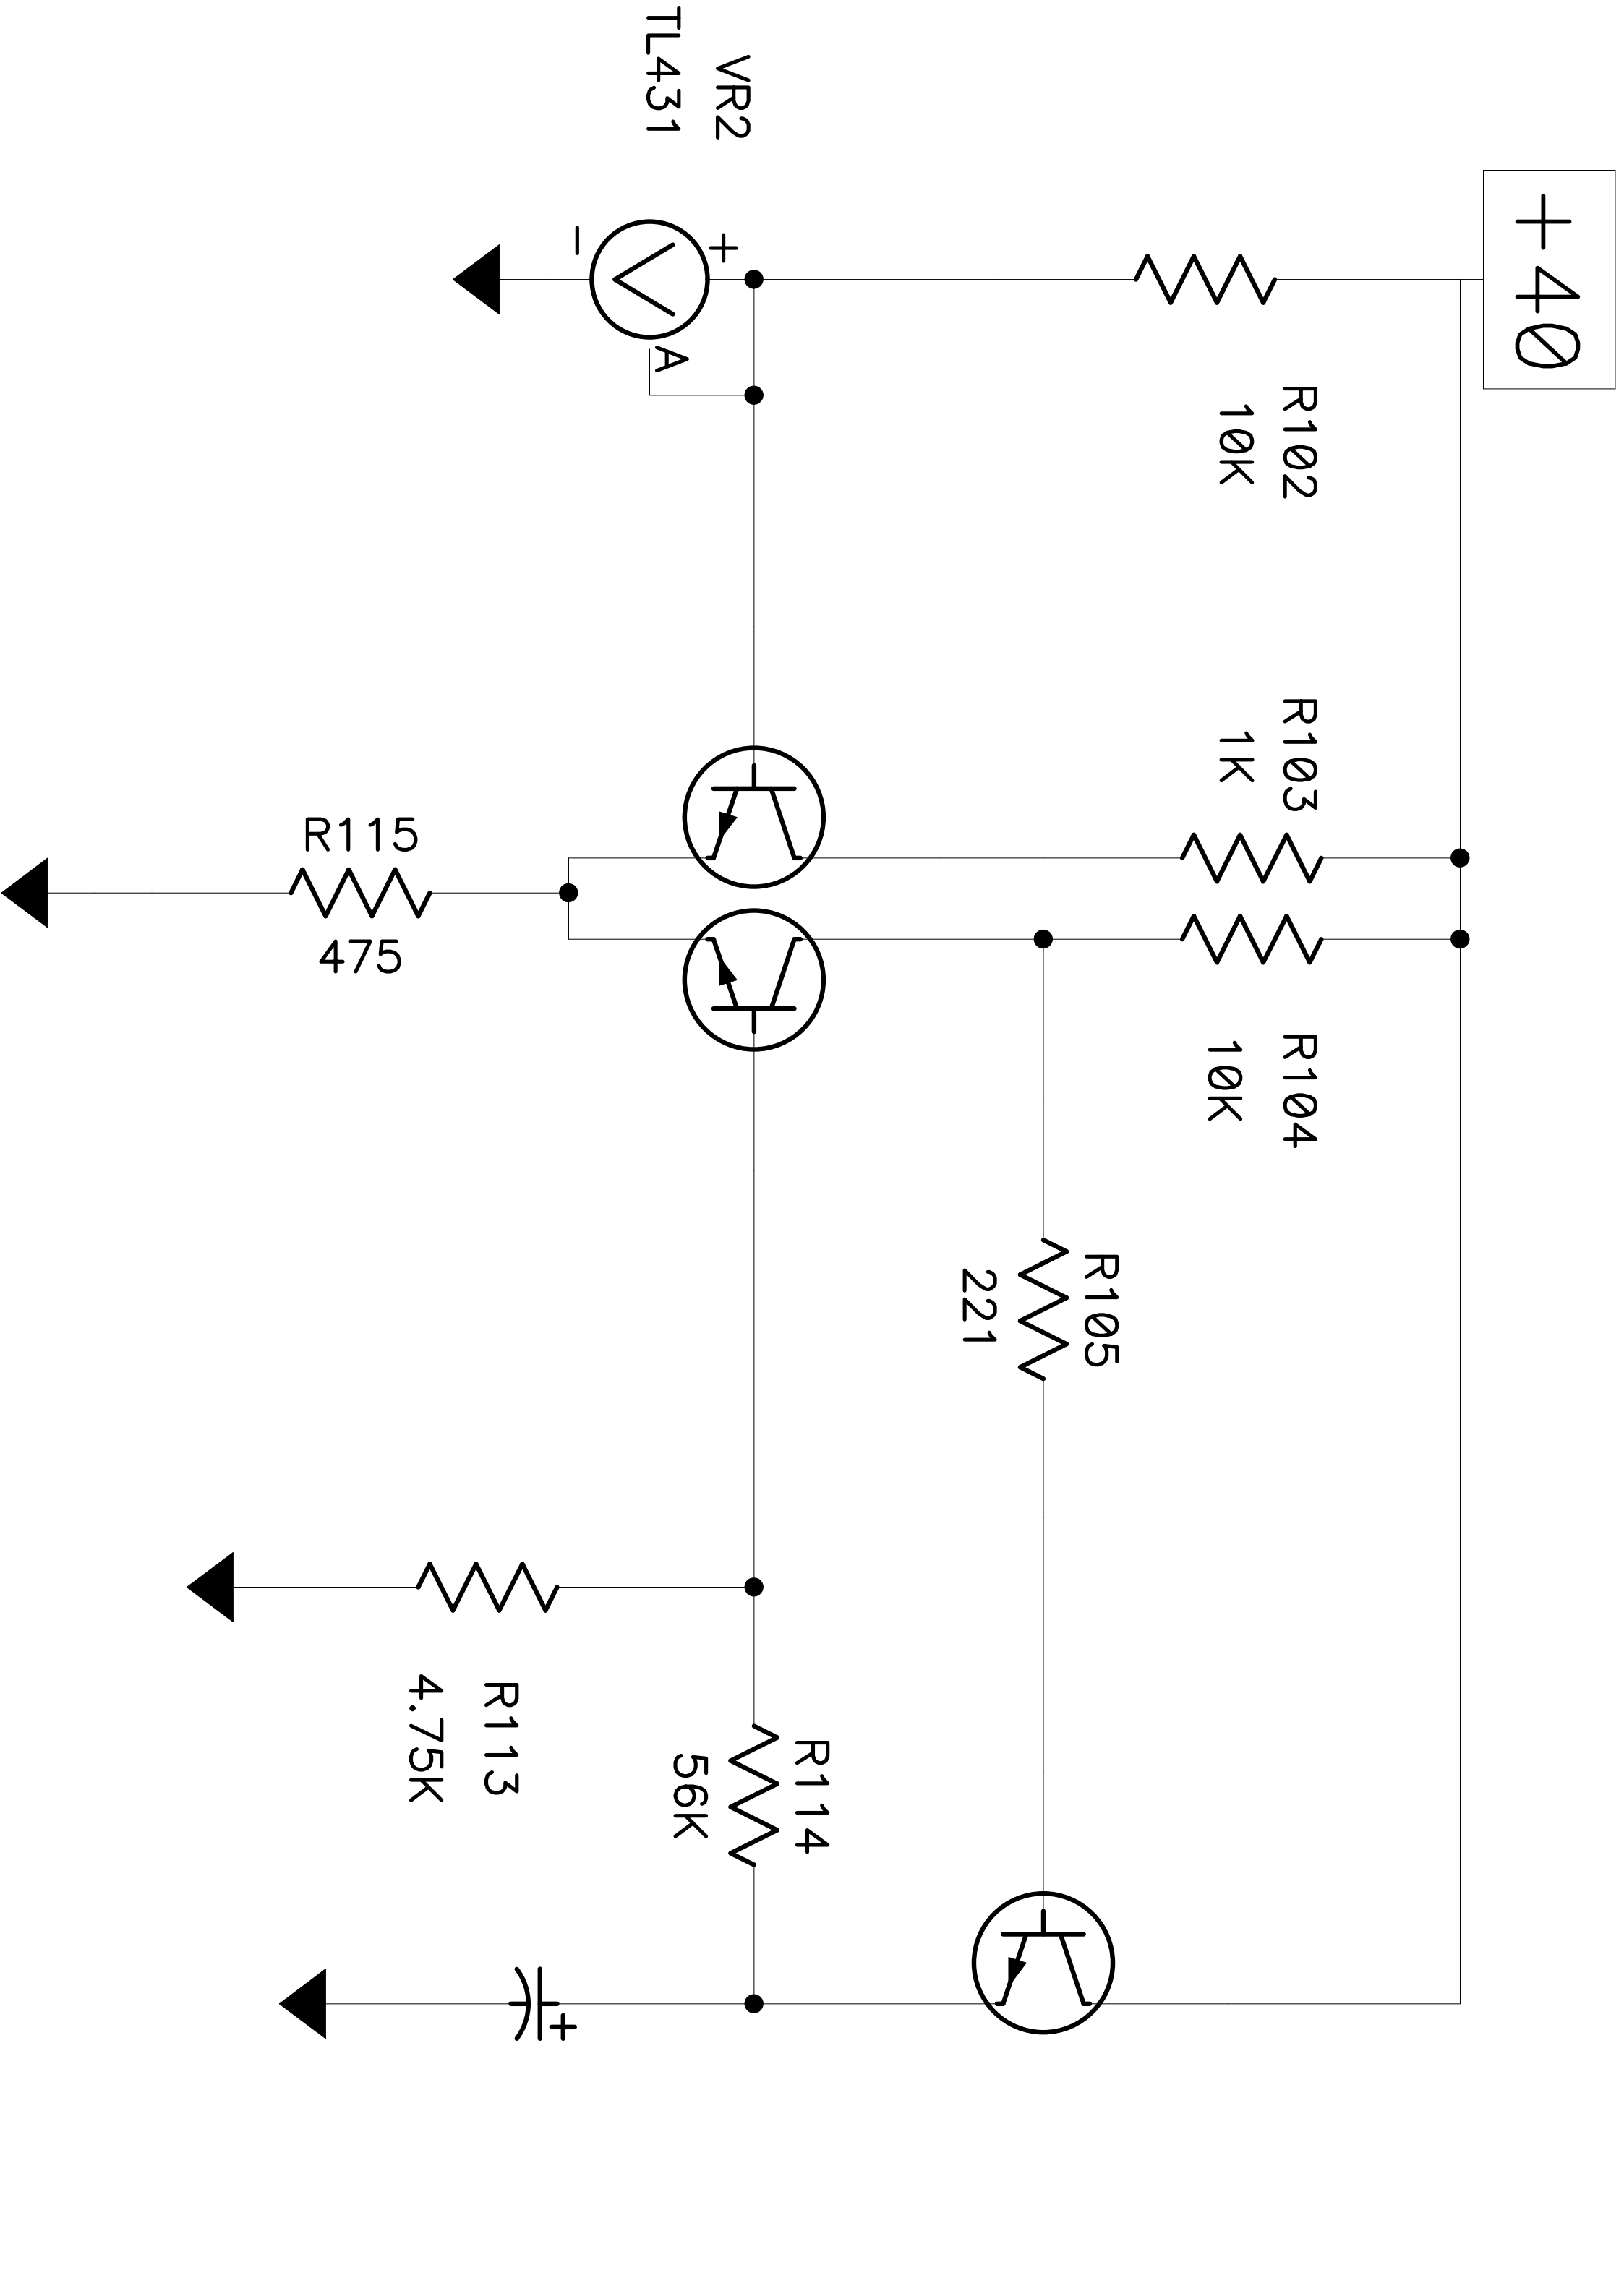 +40
R102
10K
R103
1K
R104
10K
VR2
TL431
+
A
-
R105
221
R115
475
R114
56K
R113
4.75K
+